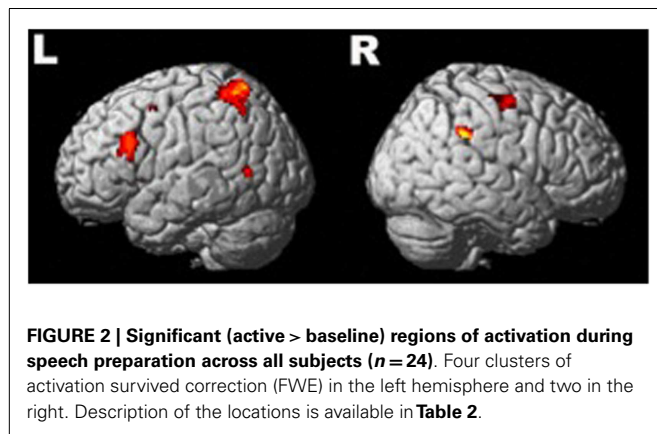 L R
FIGURE 2 | Significant (active > baseline) regions of activation during
speech preparation across all subjects (n = 24). Four clusters of
activation survived correction (FWE) in the left hemisphere and two in the
right. Description of the locations is available in Table 2.